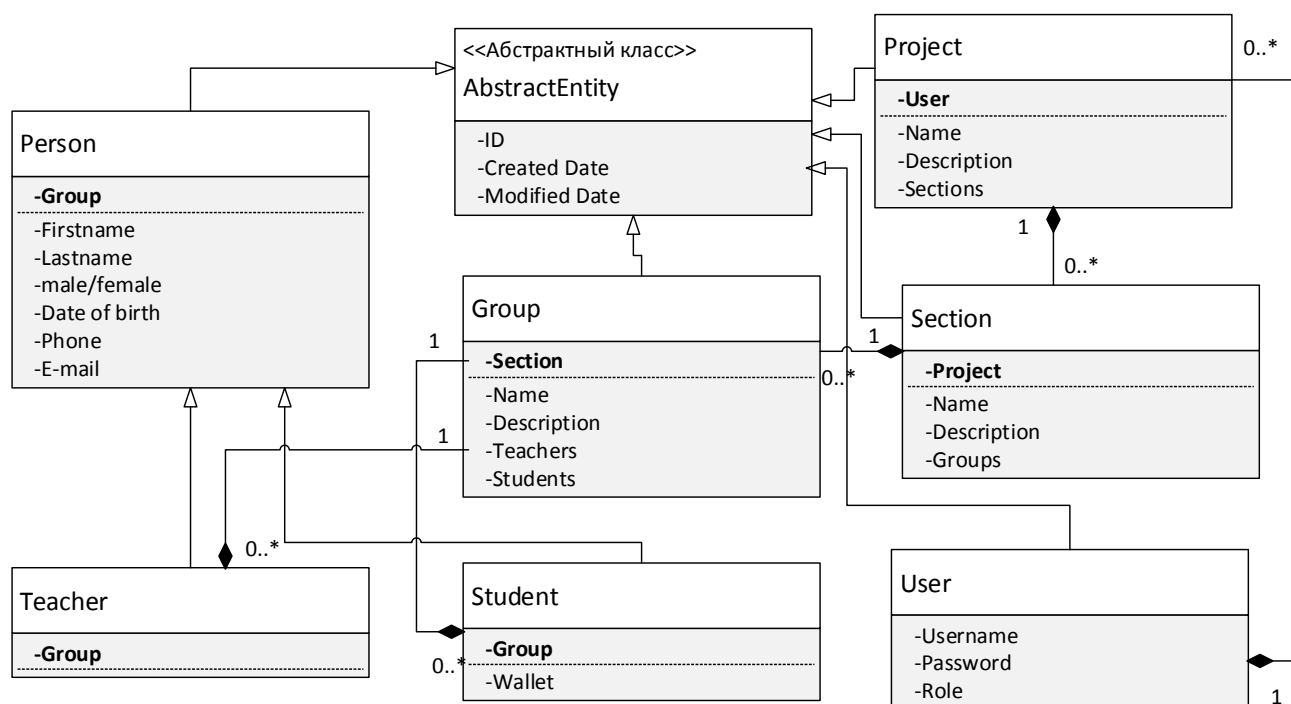 <<Абстрактный класс>>
AbstractEntity
-ID
-Created Date
-Modified Date
Project
-User
-Name
-Description
-Sections
0..*
1
0..*
Person
-Group
-Firstname
-Lastname
-male/female
-Date of birth
-Phone
-E-mail
Group
-Section
-Name
-Description
-Teachers
-Students
1
1
1
0..*
Section
-Project
-Name
-Description
-Groups
Teacher
-Group
0..*
Student
-Group
-Wallet
0..*
User
-Username
-Password
-Role
1